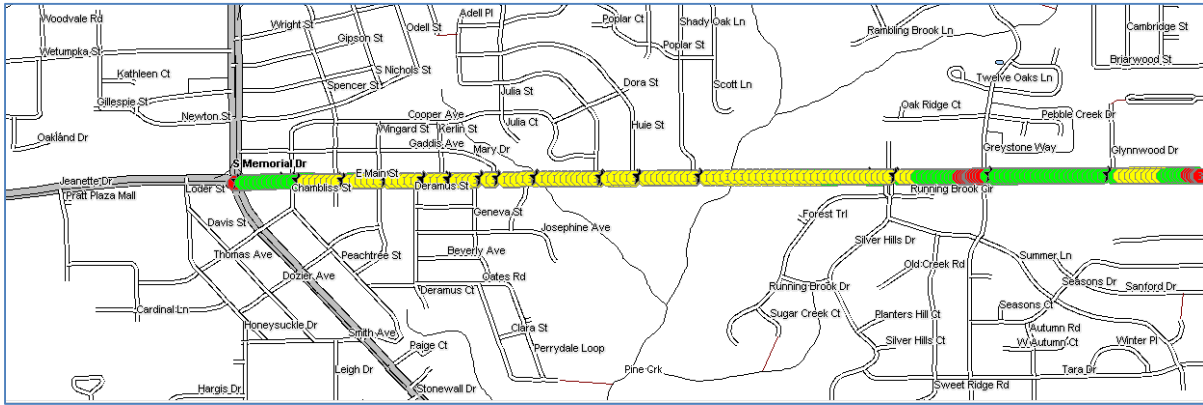 Woodvale Rd
Wright St
Adell Pl
Odell St
Poplar Ct
Shady Oak Ln
Rambling Brook Ln
Cambridge St
Wetumpka St
Gipson St
Poplar St
Briarwood St
Kathleen Ct
S Nichols St
Spencer St
Julia St
Dora St
Scott Ln
Twelve Oaks Ln
Gillespie St
Newton St
Cooper Ave
Julia Ct
Huie St
Oak Ridge Ct
Pebble Creek Dr
Oakland Dr
Wingard St
Kerlin St
Gaddis Ave
Mary Dr
Greystone Way
Glynnwood Dr
S Memorial Dr
E Main St
Jeanette Dr
Loder St
Chambliss St
Deramus St
Running Brook Cir
Pratt Plaza Mall
Davis St
Geneva St
Josephine Ave
Forest Trl
Thomas Ave
Peachtree St
Beverly Ave
Silver Hills Dr
Old Creek Rd
Summer Ln
Dozier Ave
Oates Rd
Deramus Ct
Running Brook Dr
Seasons Dr
Sanford Dr
Cardinal Ln
Sugar Creek Ct
Planters Hill Ct
Seasons Ct
Honeysuckle Dr
Smith Ave
Clara St
Autumn Rd
Paige Ct
Perrydale Loop
Silver Hills Ct
W Autumn Ct
Winter Pl
Leigh Dr
Pine Crk
Tara Dr
Hargis Dr
Stonewall Dr
Sweet Ridge Rd